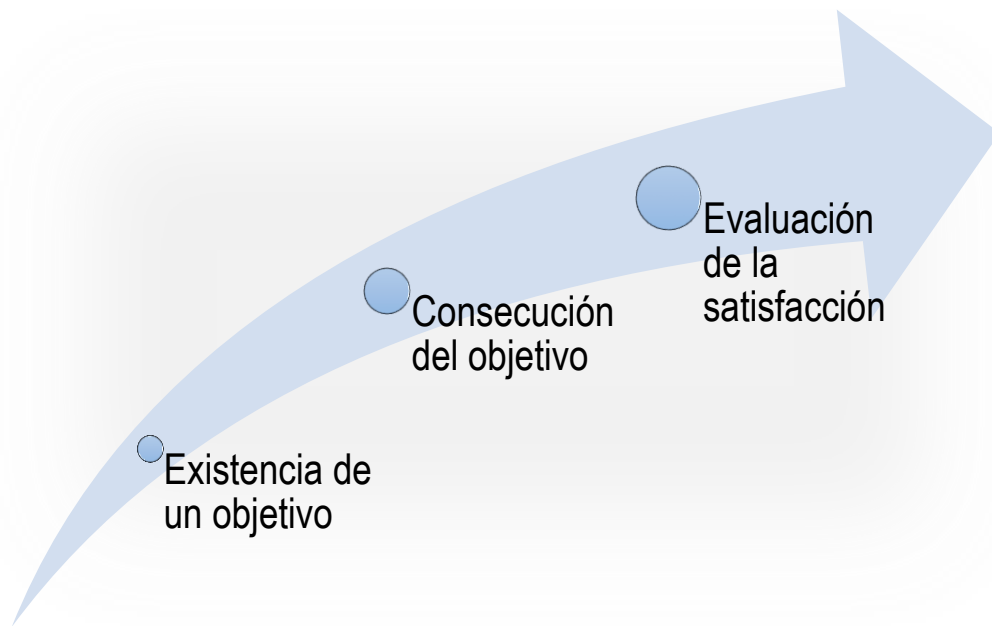 Existencia de
un objetivo
Consecución
del objetivo
Evaluación
de la
satisfacción